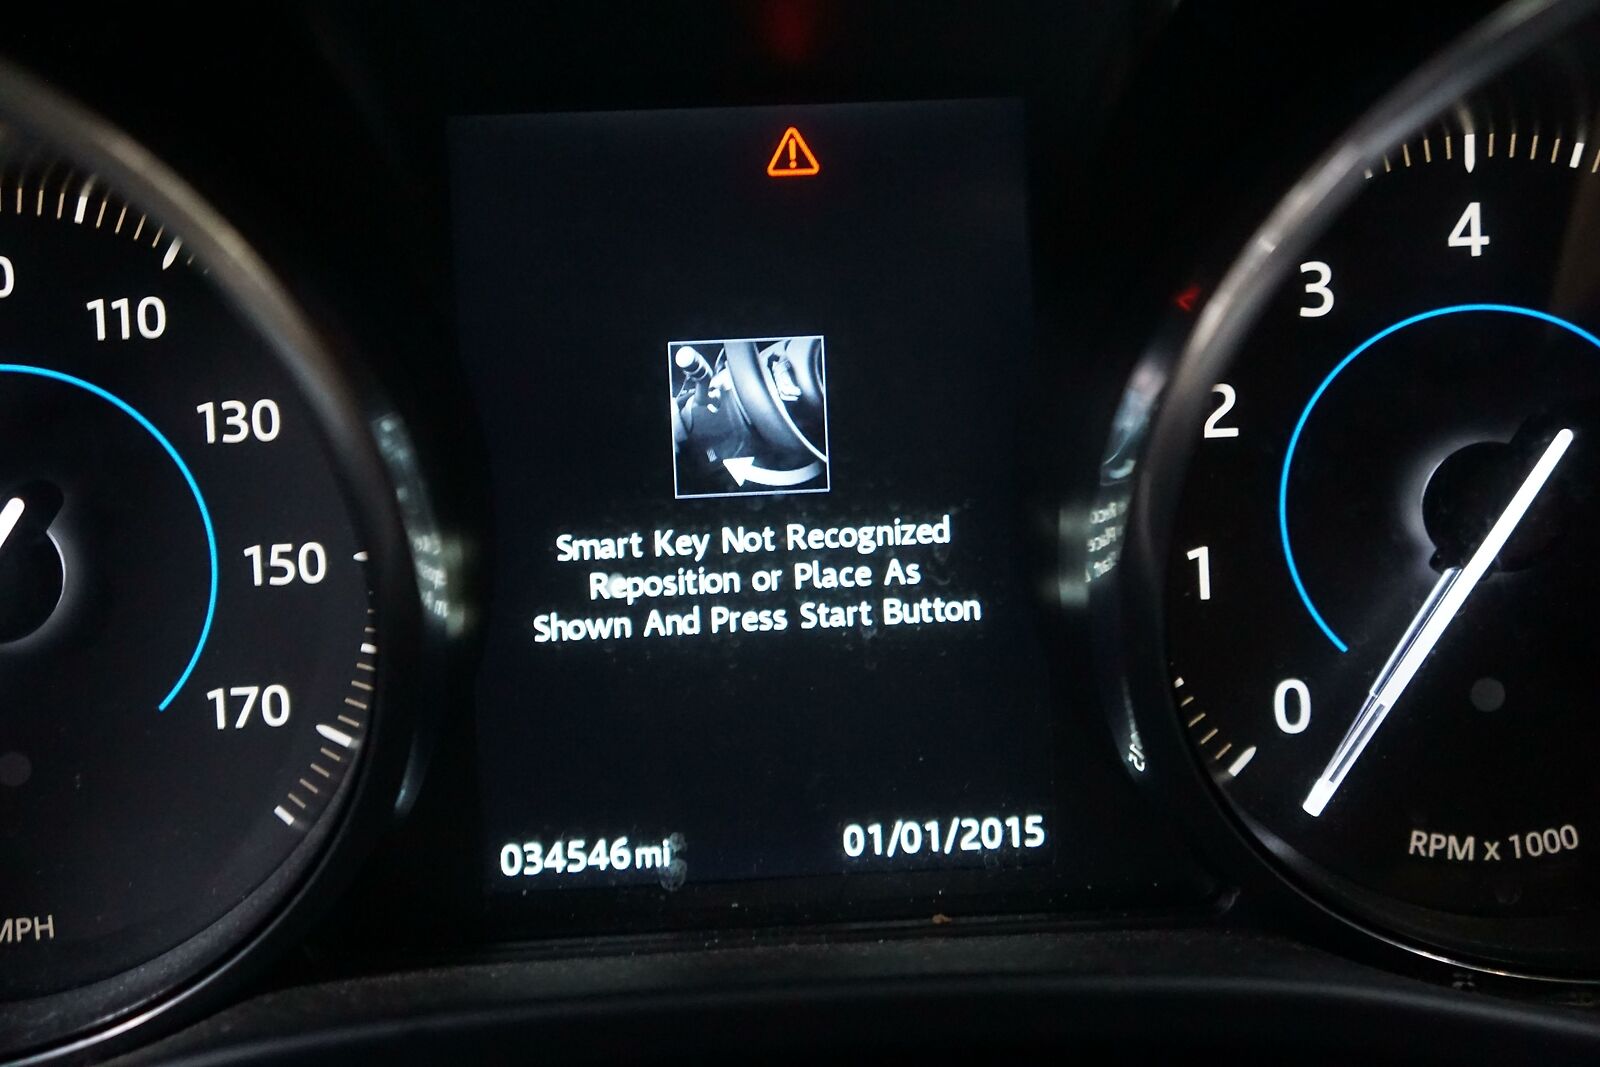 110
130
150
170
MPH
Smart Key Not Recognized
Reposition or Place As
Shown And Press Start Button
034546mi
01/01/2015
4
3
2
1
0
RPM x 1000